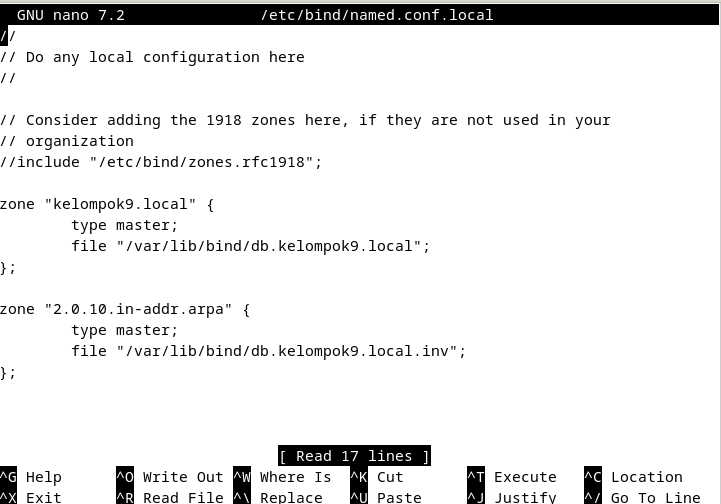 GNU nano 7.2 /etc/bind/named.conf.local
//
// Do any local configuration here
//
// Consider adding the 1918 zones here, if they are not used in your
// organization
//include "/etc/bind/zones.rfc1918";
zone "kelompok9.local" {
type master;
file "/var/lib/bind/db.kelompok9.local";
};
zone "2.0.10.in-addr.arpa" {
type master;
file "/var/lib/bind/db.kelompok9.local.inv";
};
[ Read 17 lines ]
^G Help ^O Write Out ^W Where Is ^K Cut ^T Execute ^C Location
^X Exit ^R Read File ^\ Replace ^U Paste ^J Justify ^/ Go To Line